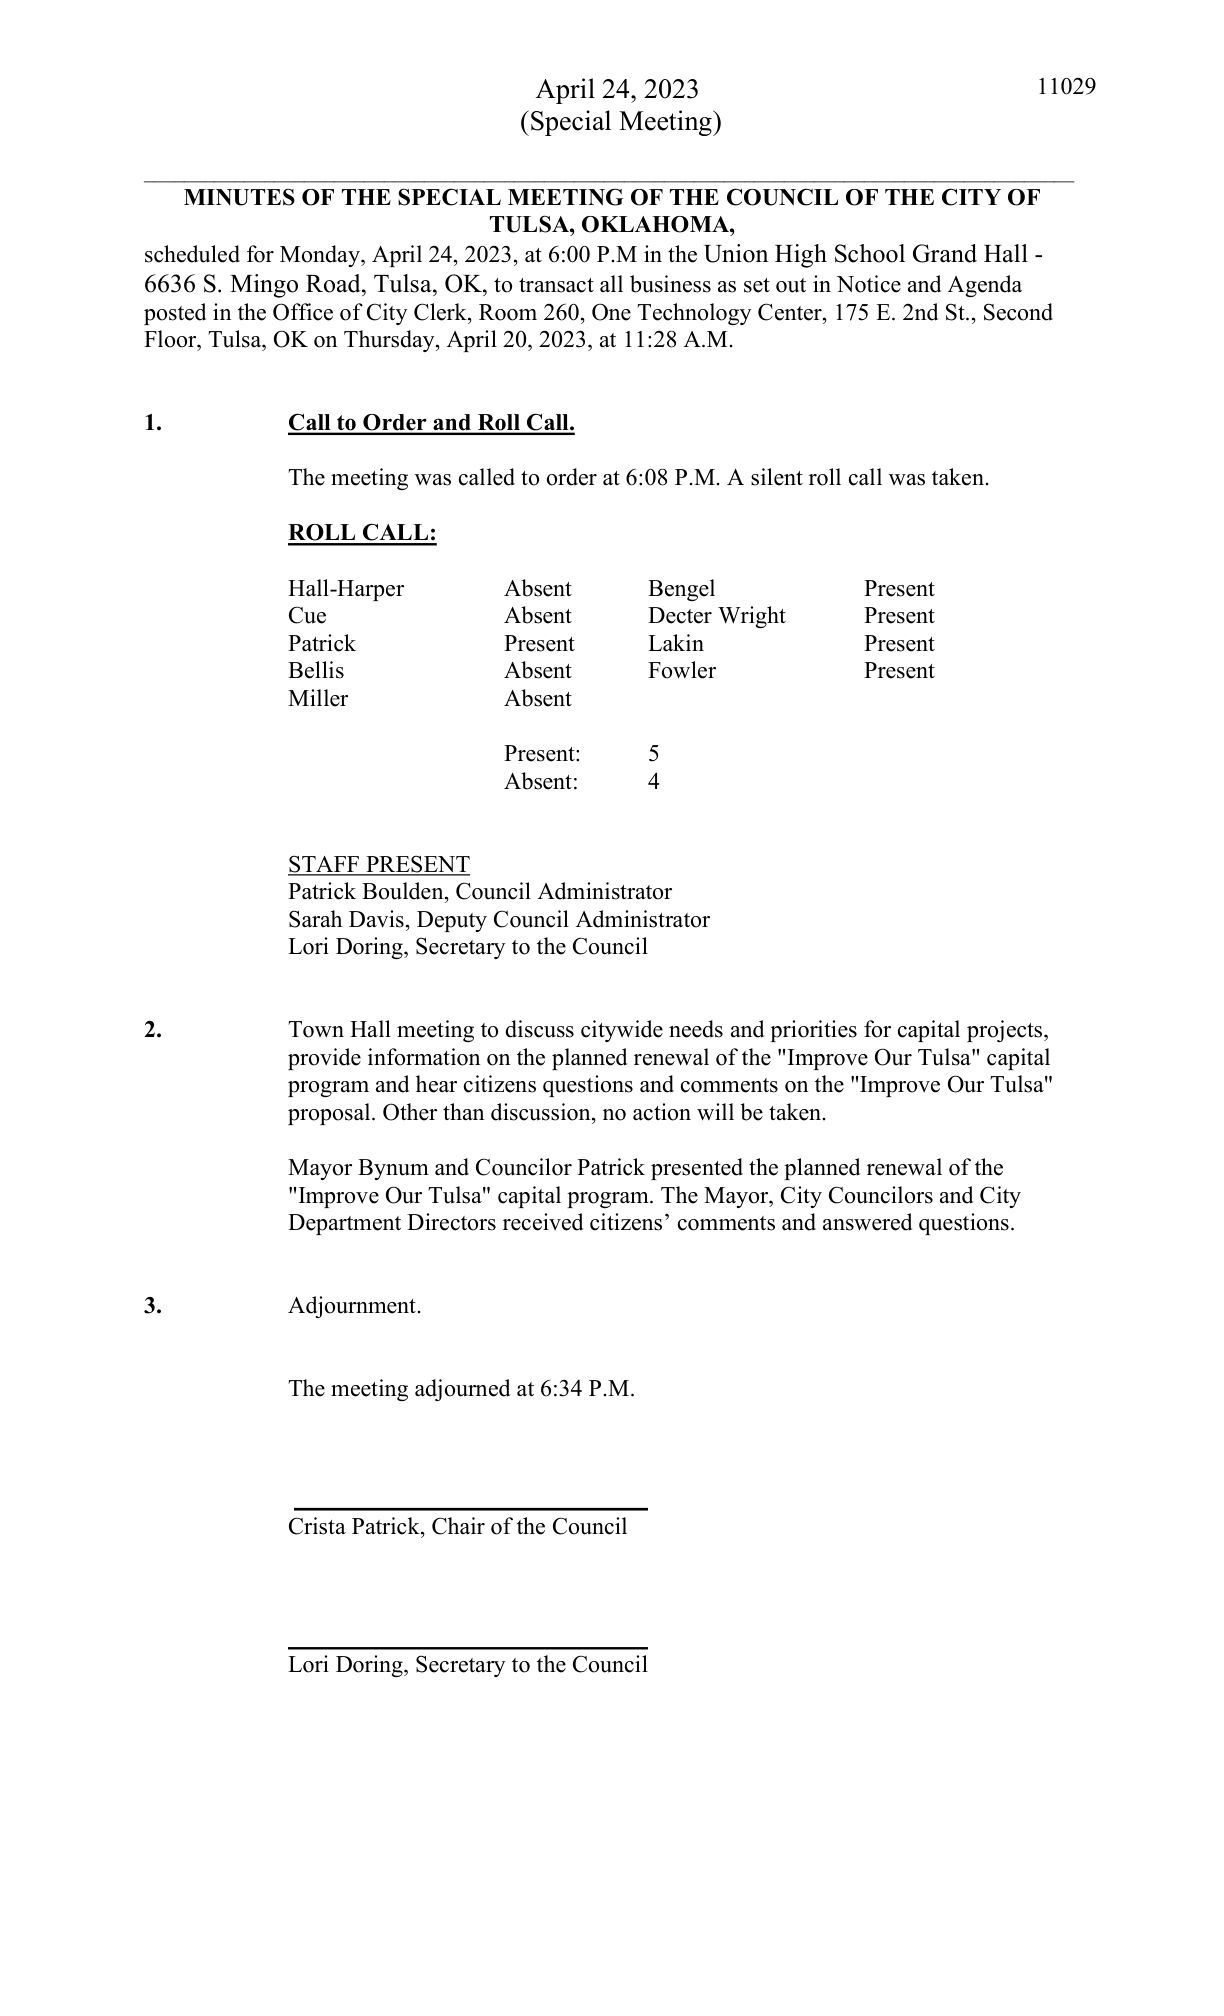 April 24, 2023 11029
(Special Meeting)
MINUTES OF THE SPECIAL MEETING OF THE COUNCIL OF THE CITY OF
TULSA, OKLAHOMA,
scheduled for Monday, April 24, 2023, at 6:00 P.M in the Union High School Grand Hall -
6636 S. Mingo Road, Tulsa, OK, to transact all business as set out in Notice and Agenda
posted in the Office of City Clerk, Room 260, One Technology Center, 175 E. 2nd St., Second
Floor, Tulsa, OK on Thursday, April 20, 2023, at 11:28 A.M.
1. Call to Order and Roll Call.
The meeting was called to order at 6:08 P.M. A silent roll call was taken.
ROLL CALL:
Hall-Harper Absent Bengel Present
Cue Absent Decter Wright Present
Patrick Present Lakin Present
Bellis Absent Fowler Present
Miller Absent
Present: 5
Absent: 4
STAFF PRESENT
Patrick Boulden, Council Administrator
Sarah Davis, Deputy Council Administrator
Lori Doring, Secretary to the Council
2. Town Hall meeting to discuss citywide needs and priorities for capital projects,
provide information on the planned renewal of the "Improve Our Tulsa" capital
program and hear citizens questions and comments on the "Improve Our Tulsa"
proposal. Other than discussion, no action will be taken.
Mayor Bynum and Councilor Patrick presented the planned renewal of the
"Improve Our Tulsa" capital program. The Mayor, City Councilors and City
Department Directors received citizens’ comments and answered questions.
3. Adjournment.
The meeting adjourned at 6:34 P.M.
Crista Patrick, Chair of the Council
Lori Doring, Secretary to the Council